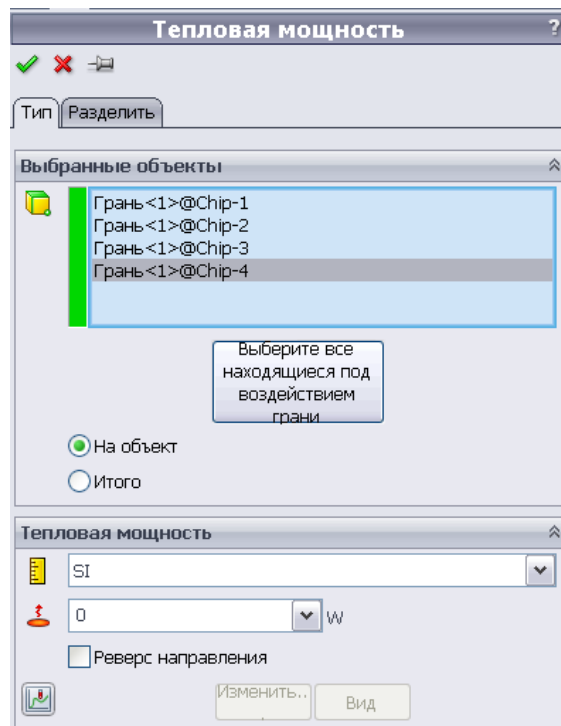 Тепловая мощность ?
Тип Разделить
Выбранные объекты
Грань<1>@Chip-1
Грань<1>@Chip-2
Грань<1>@Chip-3
Грань<1>@Chip-4
Выберите все
находящиеся под
воздействием
грани
На объект
Итого
Тепловая мощность
SI
0 W
Реверс направления
Изменить.. Вид
.